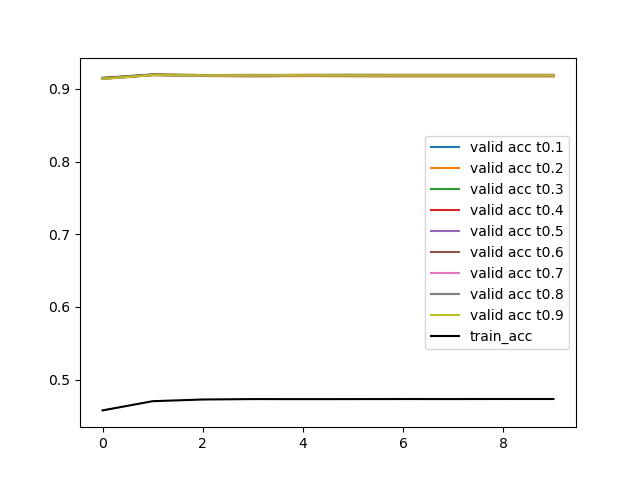 0.9
0.8
0.7
0.6
0.5
0 2 4 6 8
valid acc t0.1
valid acc t0.2
valid acc t0.3
valid acc t0.4
valid acc t0.5
valid acc t0.6
valid acc t0.7
valid acc t0.8
valid acc t0.9
train_acc